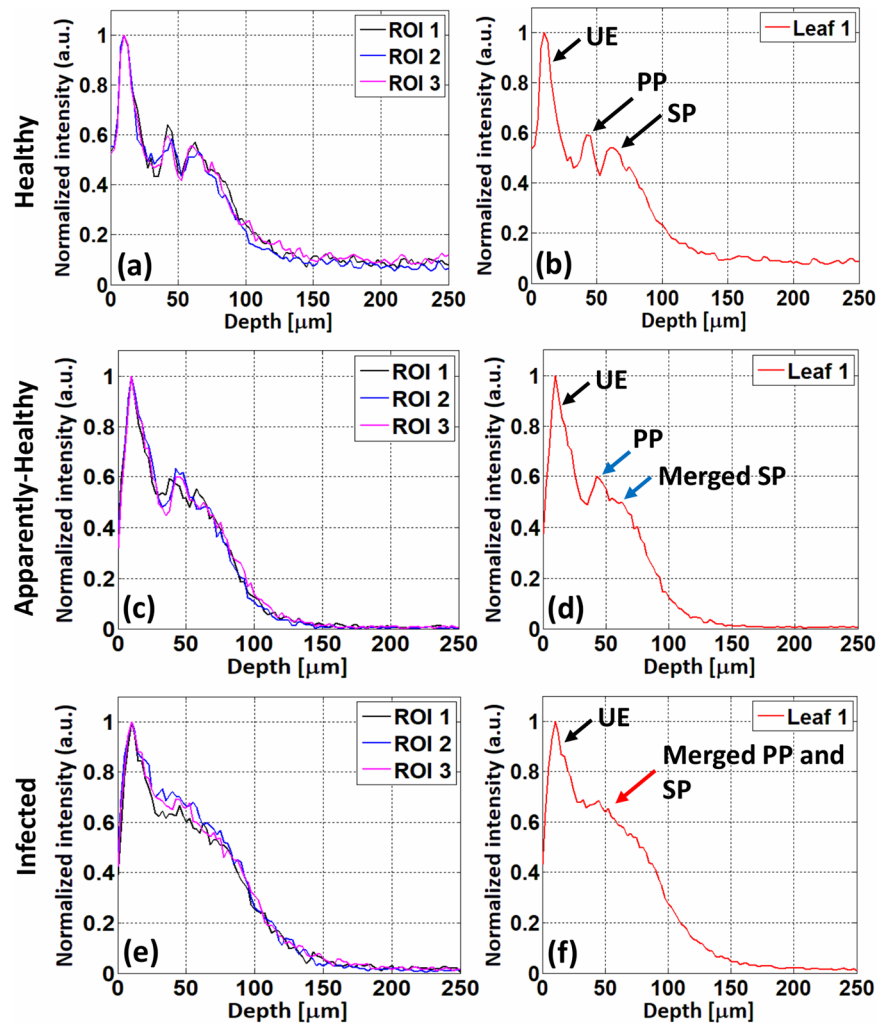 Healthy
Normalized intensity (a.u.)
1
0.8
0.6
0.4
0.2
0
0 50 100 150 200 250
Depth [μm]
ROI 1
ROI 2
ROI 3
(a)
Normalized intensity (a.u.)
1
0.8
0.6
0.4
0.2
0
0 50 100 150 200 250
Depth [μm]
Leaf 1
UE
PP
SP
(b)
Apparently-Healthy
Normalized intensity (a.u.)
1
0.8
0.6
0.4
0.2
0
0 50 100 150 200 250
Depth [μm]
ROI 1
ROI 2
ROI 3
(c)
Normalized intensity (a.u.)
1
0.8
0.6
0.4
0.2
0
0 50 100 150 200 250
Depth [μm]
Leaf 1
UE
PP
Merged SP
(d)
Infected
Normalized intensity (a.u.)
1
0.8
0.6
0.4
0.2
0
0 50 100 150 200 250
Depth [μm]
ROI 1
ROI 2
ROI 3
(e)
Normalized intensity (a.u.)
1
0.8
0.6
0.4
0.2
0
0 50 100 150 200 250
Depth [μm]
Leaf 1
UE
Merged PP and
SP
(f)